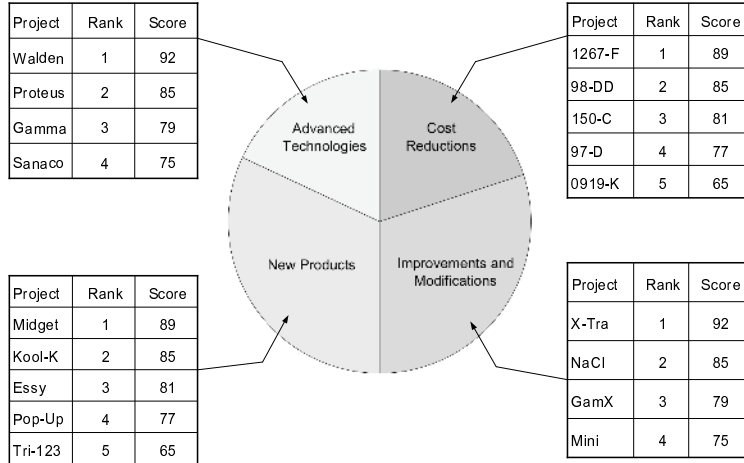 Project Rank Score
Walden 1 92
Proteus 2 85
Gamma 3 79
Sanaco 4 75
Project Rank Score
1267-F 1 89
98-DD 2 85
150-C 3 81
97-D 4 77
0919-K 5 65
Advanced
Technologies
Cost
Reductions
New Products
Improvements and
Modifications
Project Rank Score
Midget 1 89
Kool-K 2 85
Essy 3 81
Pop-Up 4 77
Tri-123 5 65
Project Rank Score
X-Tra 1 92
NaCl 2 85
GamX 3 79
Mini 4 75